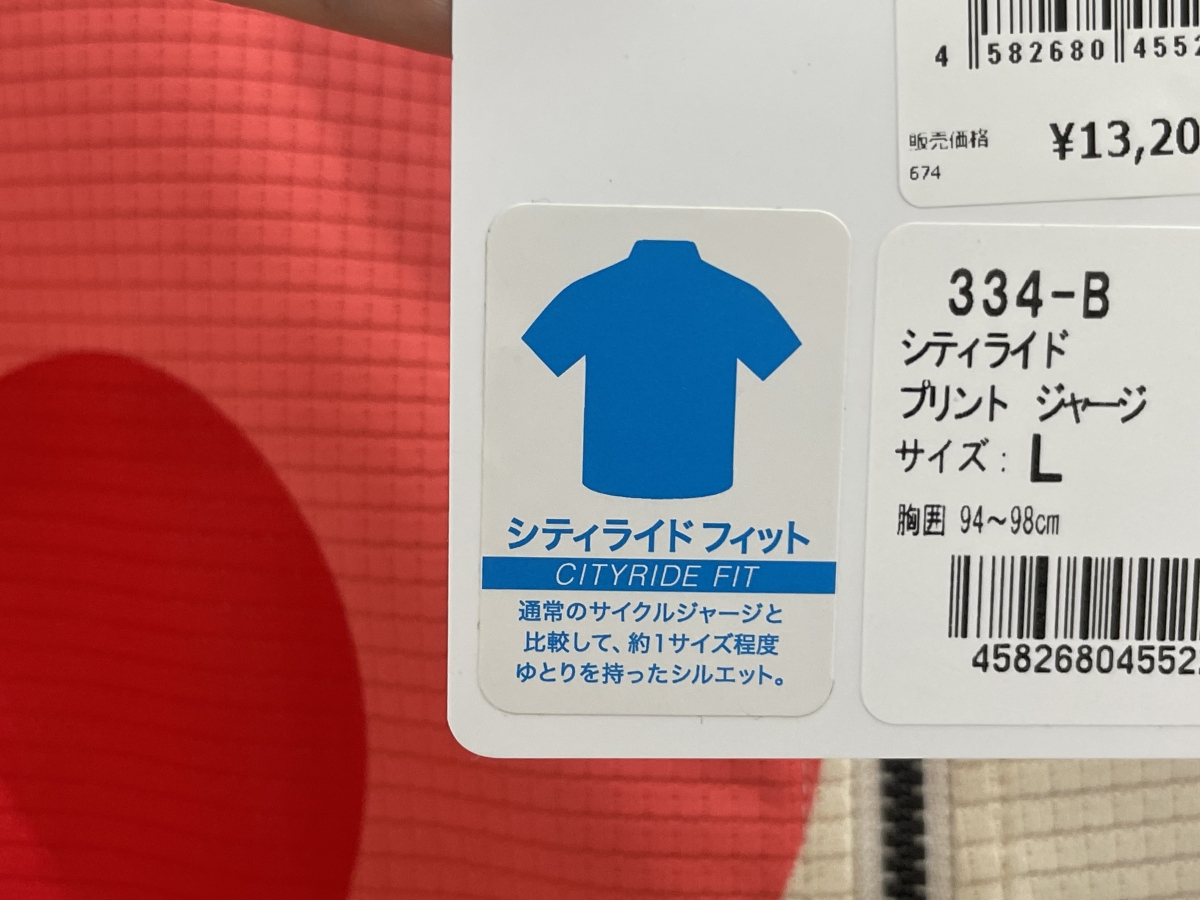 4 582680 4552
販売価格 ¥13,20
674
シティライド フィット
CITYRIDE FIT
通常のサイクルジャージと
比較して、約1サイズ程度
ゆとりを持ったシルエット。
334-B
シティライド
プリント ジャージ
サイズ: L
胸囲 94~98cm
45826804552